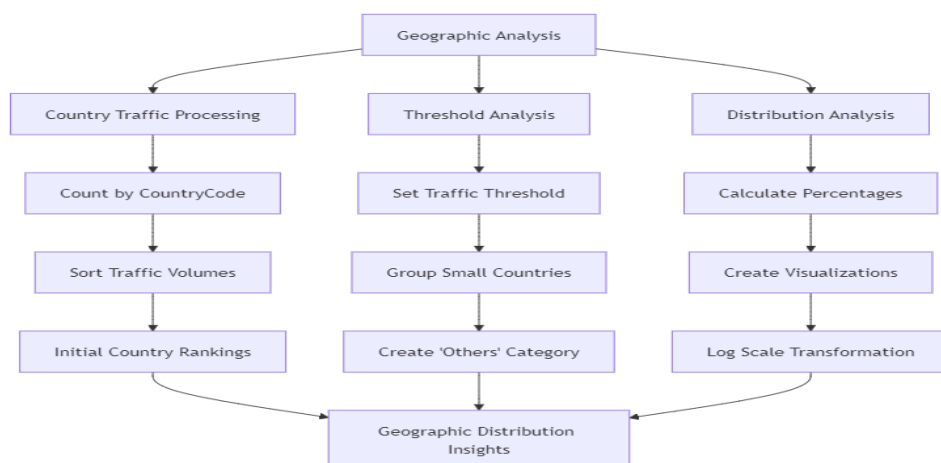 Geographic Analysis
Country Traffic Processing
Threshold Analysis
Distribution Analysis
Count by CountryCode
Set Traffic Threshold
Calculate Percentages
Sort Traffic Volumes
Group Small Countries
Create Visualizations
Initial Country Rankings
Create 'Others' Category
Log Scale Transformation
Geographic Distribution
Insights